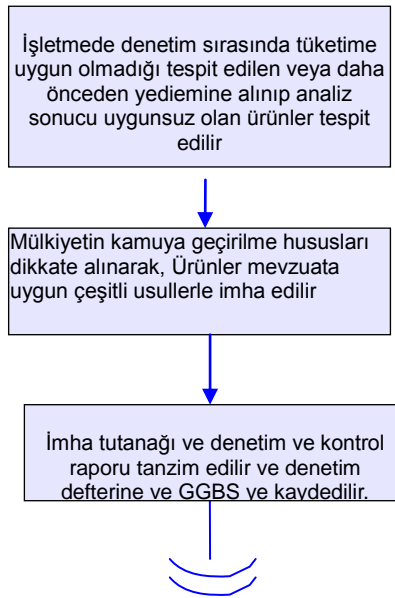 İşletmede denetim sırasında tüketime
uygun olmadığı tespit edilen veya daha
önceden yediemine alınıp analiz
sonucu uygunsuz olan ürünler tespit
edilir
Mülkiyetin kamuya geçirilme hususları
dikkate alınarak, Ürünler mevzuata
uygun çeşitli usullerle imha edilir
İmha tutanağı ve denetim ve kontrol
raporu tanzim edilir ve denetim
defterine ve GGBS ye kaydedilir.